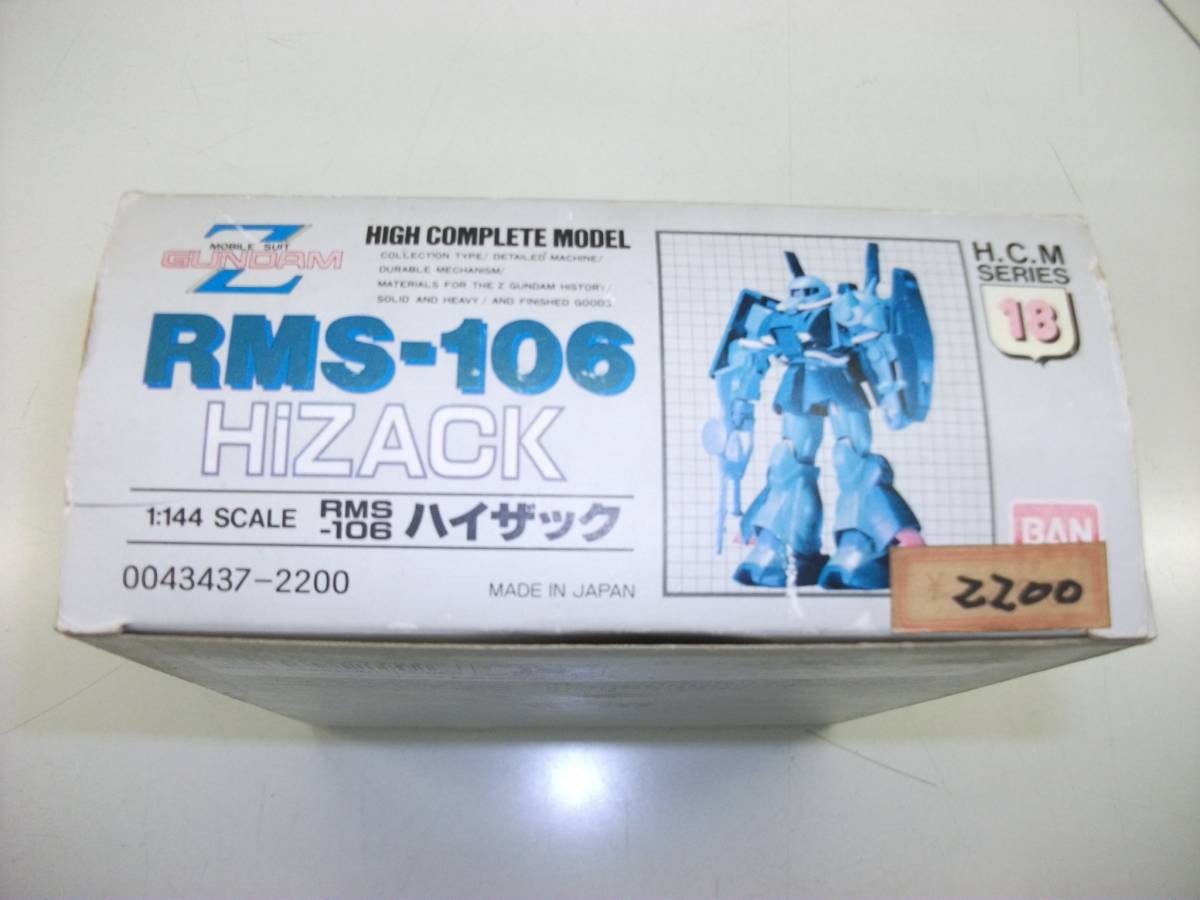 MOBILE SUIT
Z
GUNDAM
HIGH COMPLETE MODEL
COLLECTION TYPE/ DETAILED MACHINE/
DURABLE MECHANISM/
MATERIALS FOR THE Z GUNDAM HISTORY/
SOLID AND HEAVY/ AND FINISHED GOODS.
RMS-106
HiZACK
1:144 SCALE RMS-106 ハイザック
0043437-2200
MADE IN JAPAN
H.C.M
SERIES
18
BAN
¥2200